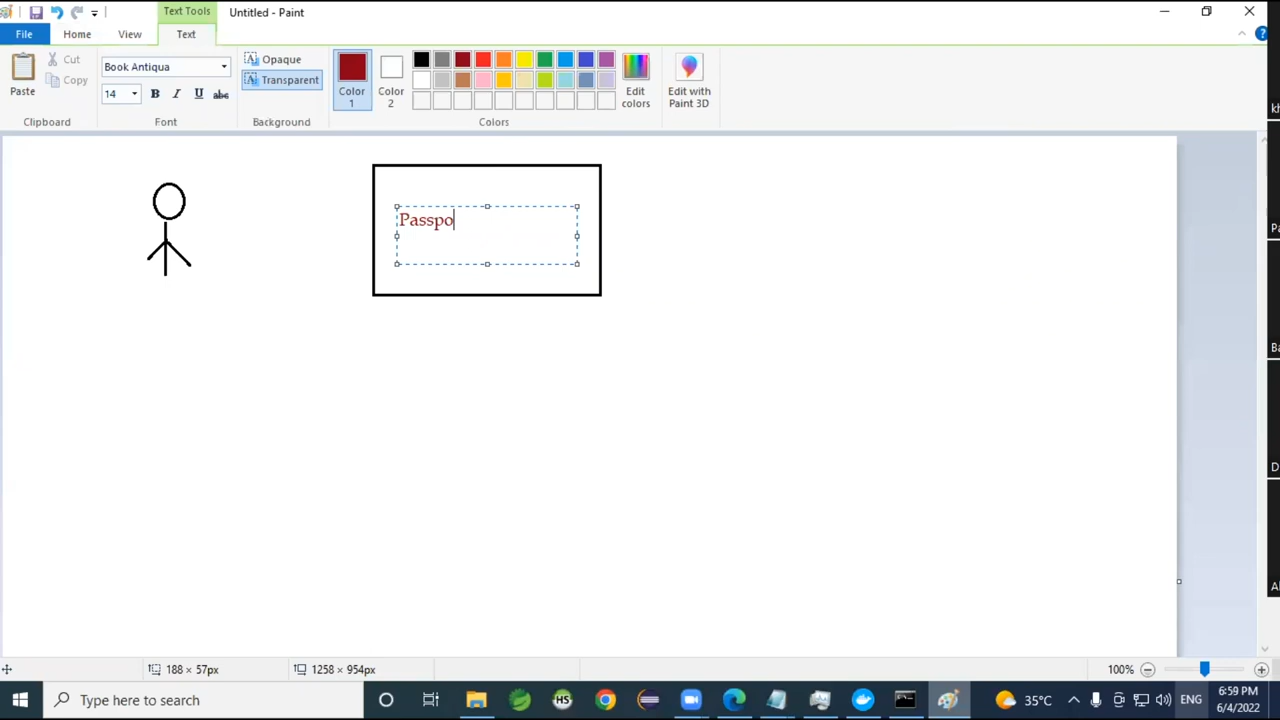 Text Tools
Untitled - Paint
File
Home
View
Text
Paste
Cut
Copy
Clipboard
Book Antiqua
14
B
I
U
abc
Font
Opaque
Transparent
Background
Color
1
Color
2
Edit
colors
Edit with
Paint 3D
Colors
Passpo
188 × 57px
1258 × 954px
100%
Type here to search
HS
35°C
ENG
6:59 PM
6/4/2022